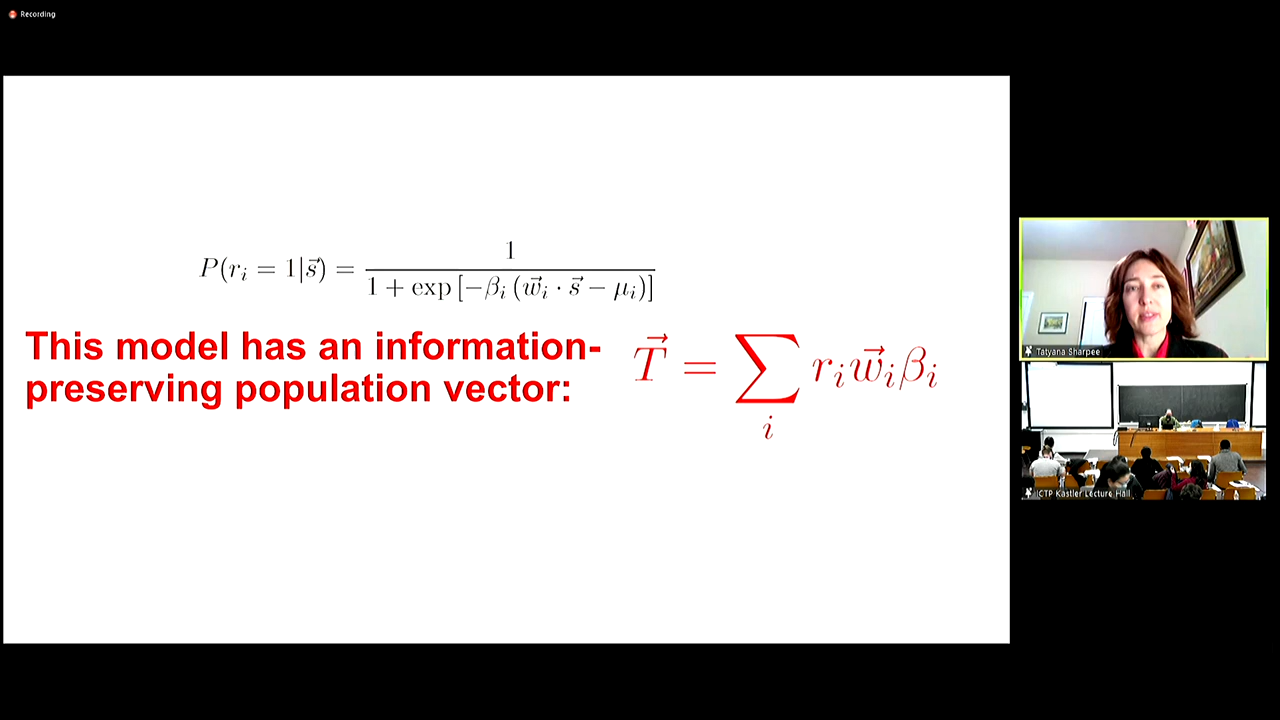 Recording
P(r_i = 1|\vec{s}) = \frac{1}{1 + \exp[-\beta_i(\vec{w}_i \cdot \vec{s} - \mu_i)]}
This model has an information-
preserving population vector:
\vec{T} = \sum_i r_i \vec{w}_i \beta_i
Tatyana Sharpee
ICTP Kastler Lecture Hall